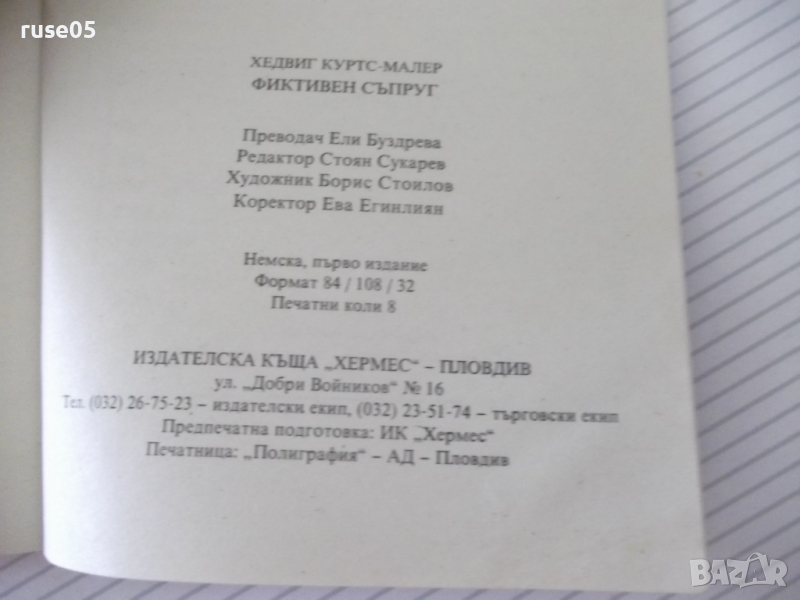 ruse05
ХЕДВИГ КУРТС-МАЛЕР
ФИКТИВЕН СЪПРУГ
Преводач Ели Буздрева
Редактор Стоян Сукарев
Художник Борис Стоилов
Коректор Ева Егинлиян
Немска, първо издание
Формат 84 / 108 / 32
Печатни коли 8
ИЗДАТЕЛСКА КЪЩА „ХЕРМЕС“ – ПЛОВДИВ
ул. „Добри Войников“ № 16
Тел. (032) 26-75-23 – издателски екип, (032) 23-51-74 – търговски екип
Предпечатна подготовка: ИК „Хермес“
Печатница: „Полиграфия“ – АД – Пловдив
BAZAR